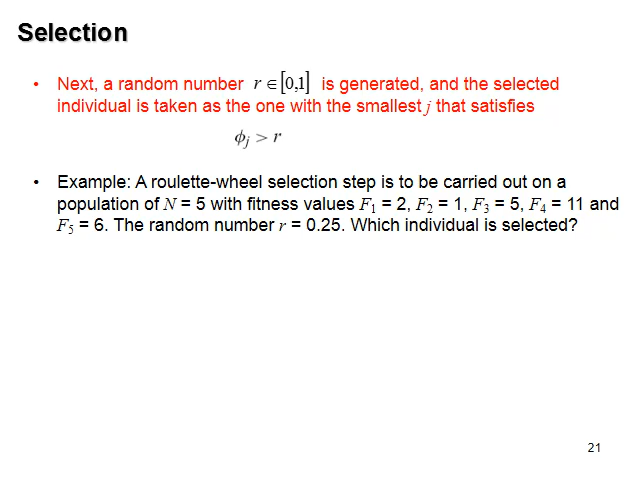 Selection
• Next, a random number r ∈ [0,1] is generated, and the selected
individual is taken as the one with the smallest j that satisfies
ϕj > r
• Example: A roulette-wheel selection step is to be carried out on a
population of N = 5 with fitness values F1 = 2, F2 = 1, F3 = 5, F4 = 11 and
F5 = 6. The random number r = 0.25. Which individual is selected?
21